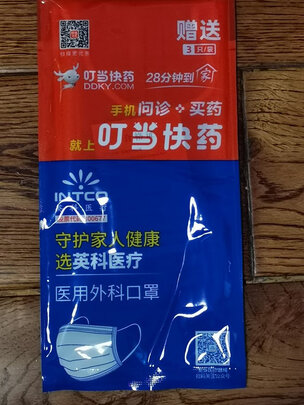 赠送
3只/袋
叮当快药
DDKY.COM
28分钟到家
手机问诊·买药
就上叮当快药
INTCO
守护家人健康
选英科医疗
医用外科口罩